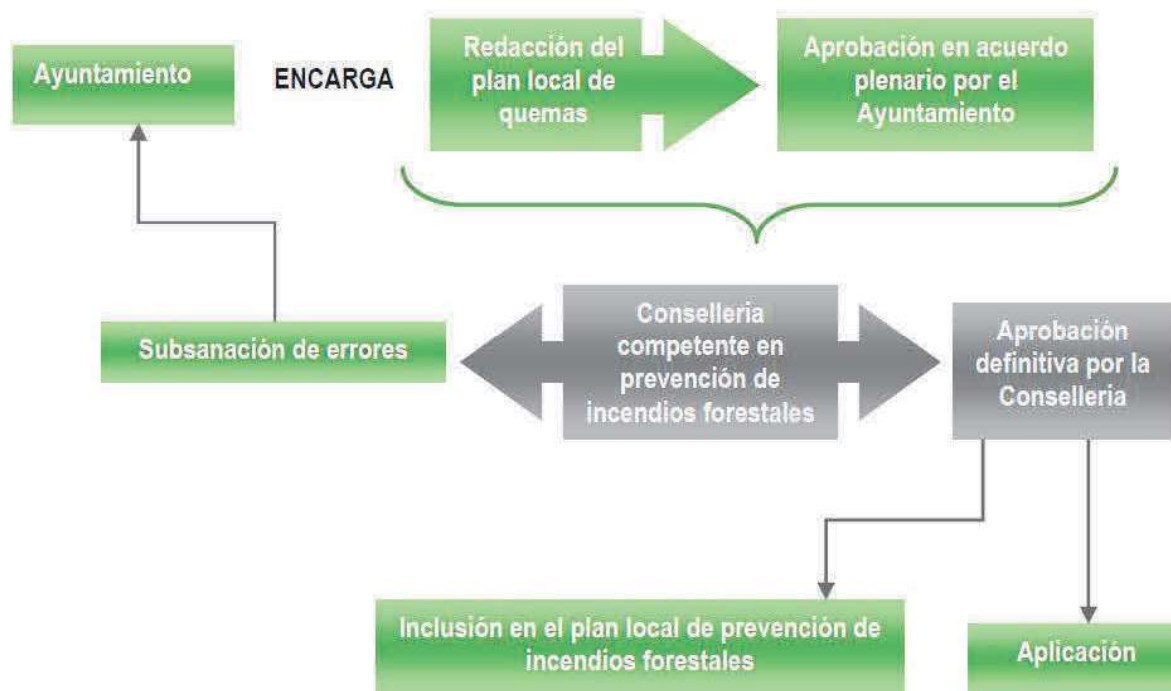 Ayuntamiento
ENCARGA
Redacción del
plan local de
quemas
Aprobación en acuerdo
plenario por el
Ayuntamiento
Subsanación de errores
Conselleria
competente en
prevención de
incendios forestales
Aprobación
definitiva por la
Conselleria
Inclusión en el plan local de prevención de
incendios forestales
Aplicación